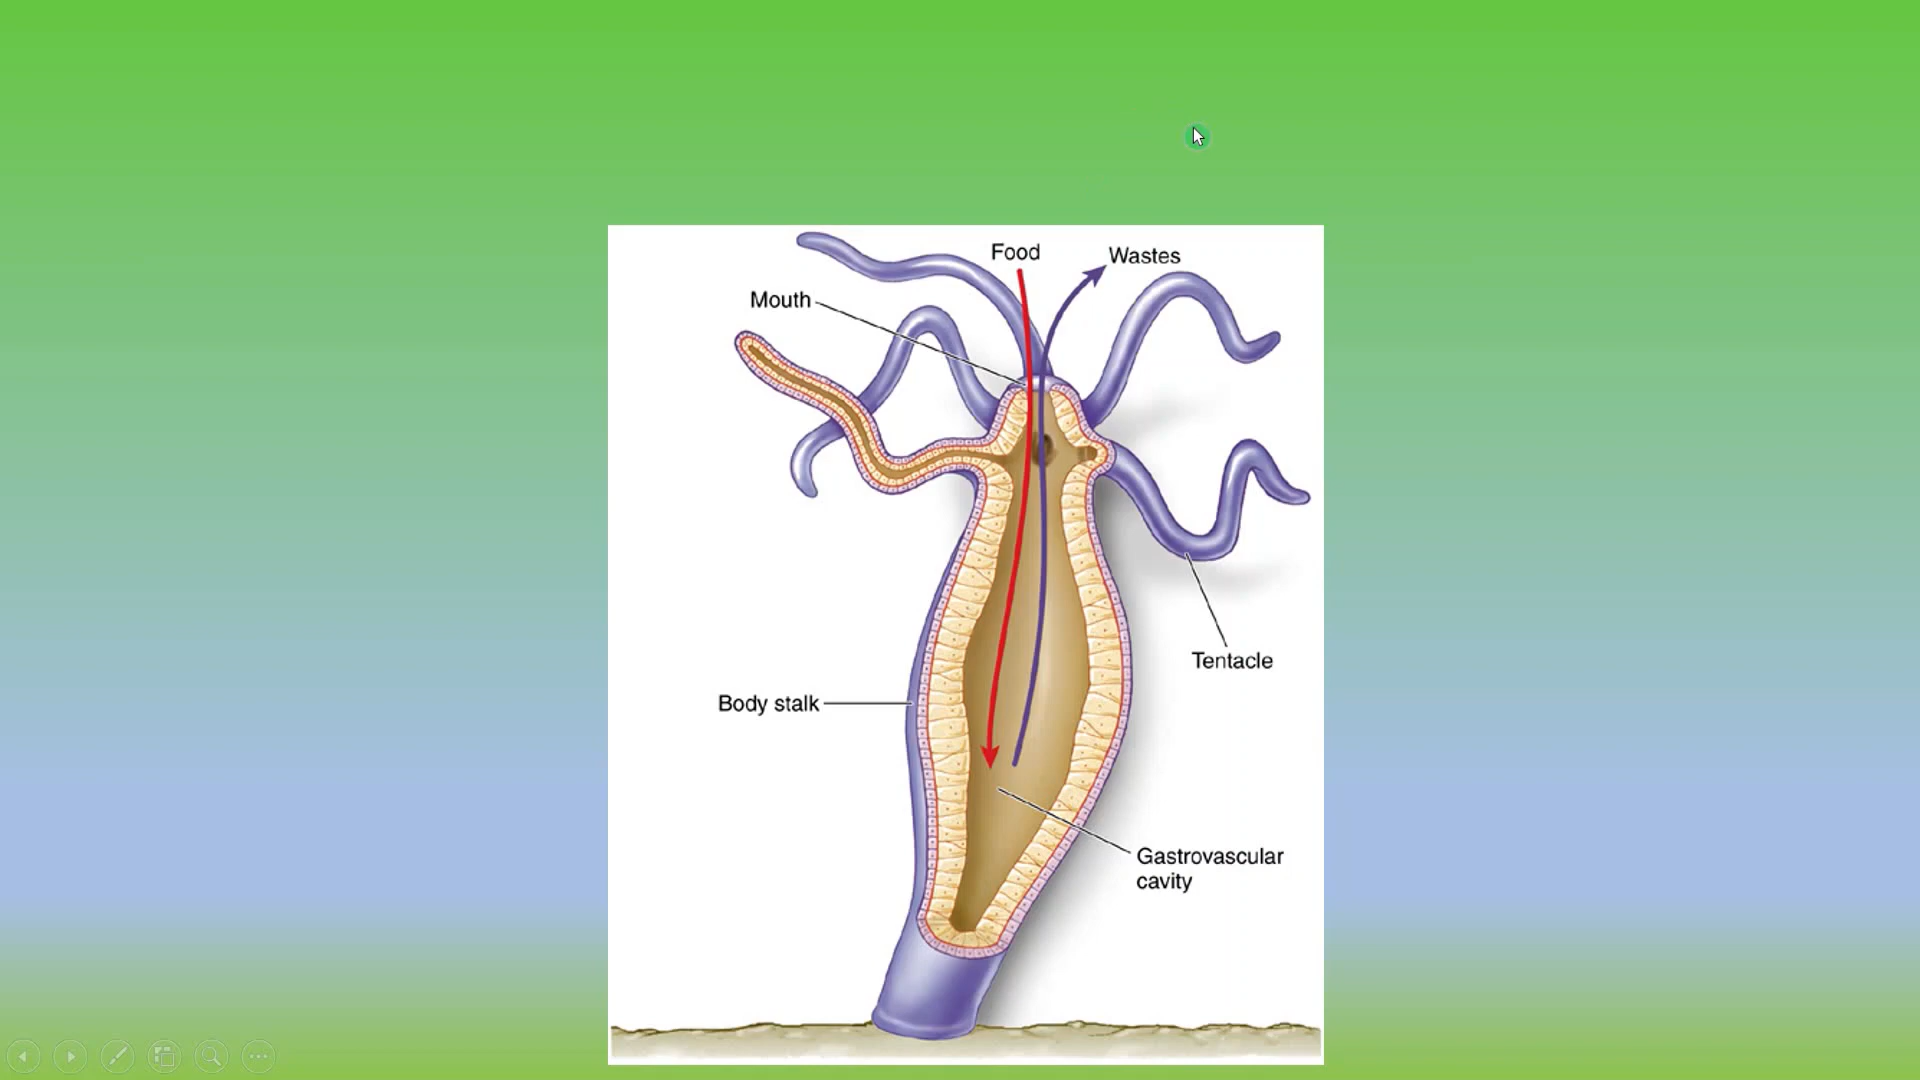 Food
Wastes
Mouth
Tentacle
Body stalk
Gastrovascular
cavity